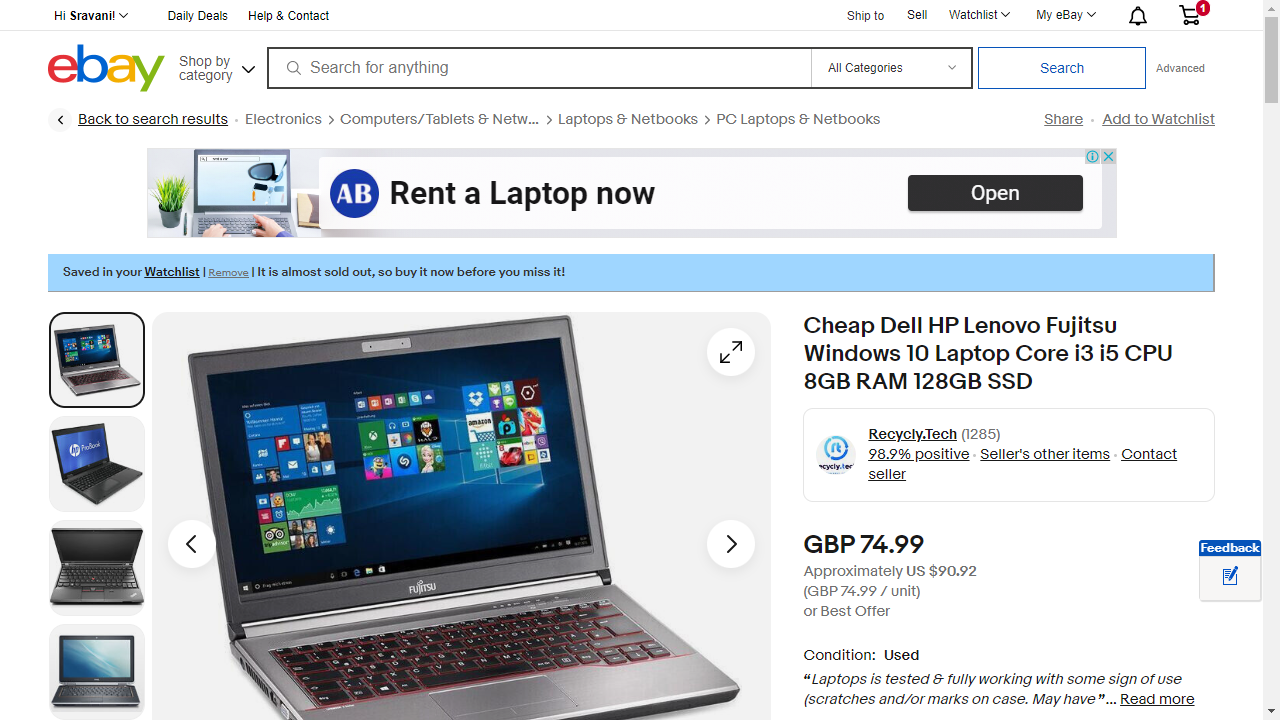 Hi Sravani!
Daily Deals
Help & Contact
Ship to
Sell
Watchlist
My eBay
1
ebay
Shop by
category
Search for anything
All Categories
Search
Advanced
Back to search results
Electronics
Computers/Tablets & Netw...
Laptops & Netbooks
PC Laptops & Netbooks
Share
Add to Watchlist
AB
Rent a Laptop now
Open
Saved in your Watchlist | Remove | It is almost sold out, so buy it now before you miss it!
FUJITSU
Cheap Dell HP Lenovo Fujitsu
Windows 10 Laptop Core i3 i5 CPU
8GB RAM 128GB SSD
Recycly.Tech (1285)
98.9% positive
Seller's other items
Contact
seller
GBP 74.99
Approximately US $90.92
(GBP 74.99 / unit)
or Best Offer
Condition: Used
“Laptops is tested & fully working with some sign of use
(scratches and/or marks on case. May have”... Read more
Feedback